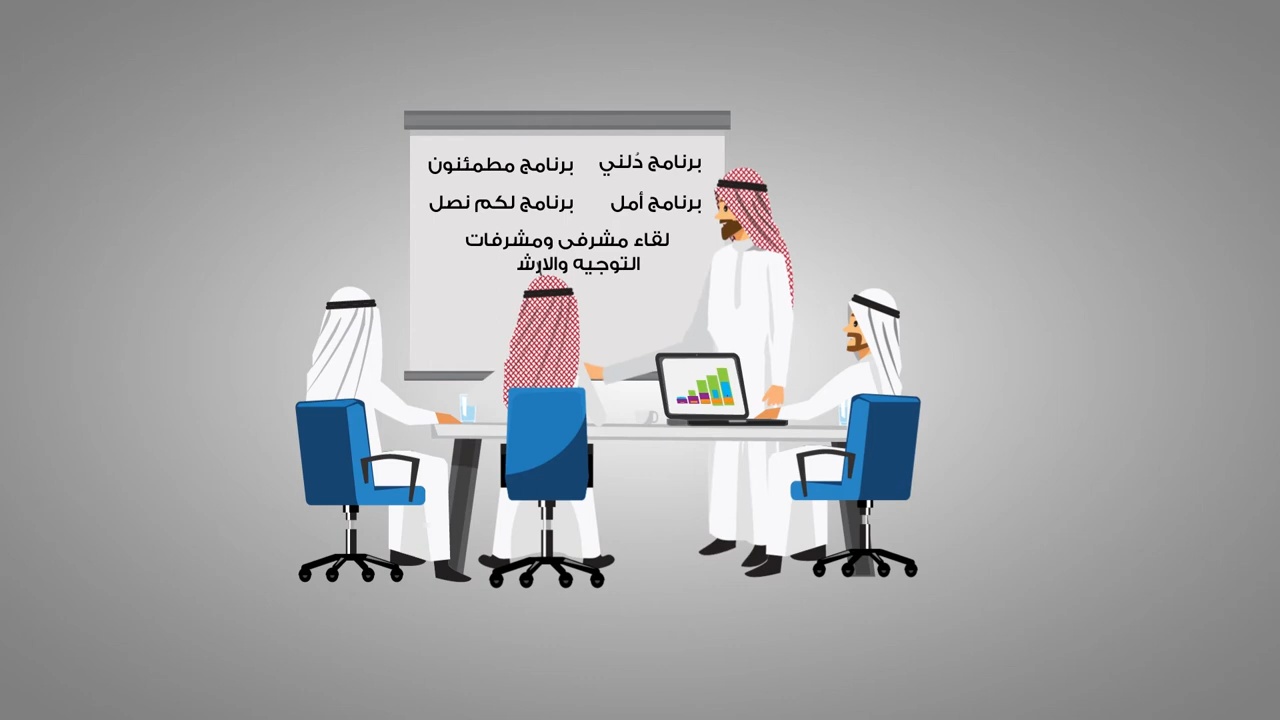 برنامج دُلني برنامج مطمئنون
برنامج أمل برنامج لكم نصل
لقاء مشرفى ومشرفات
التوجيه والارش